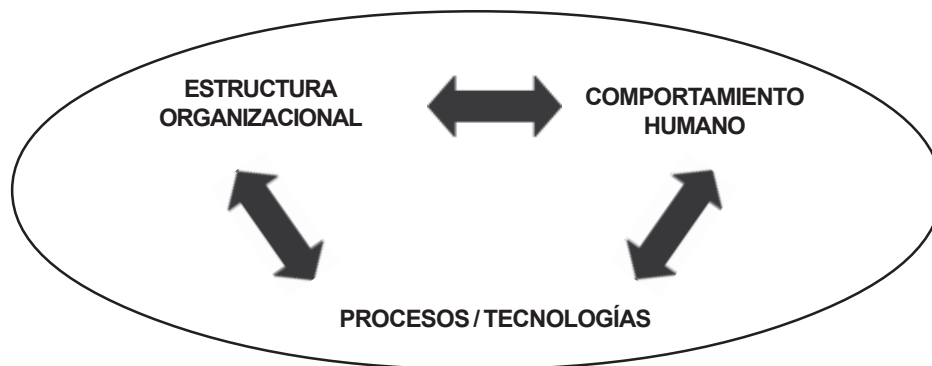 ESTRUCTURA
ORGANIZACIONAL
COMPORTAMIENTO
HUMANO
PROCESOS / TECNOLOGÍAS